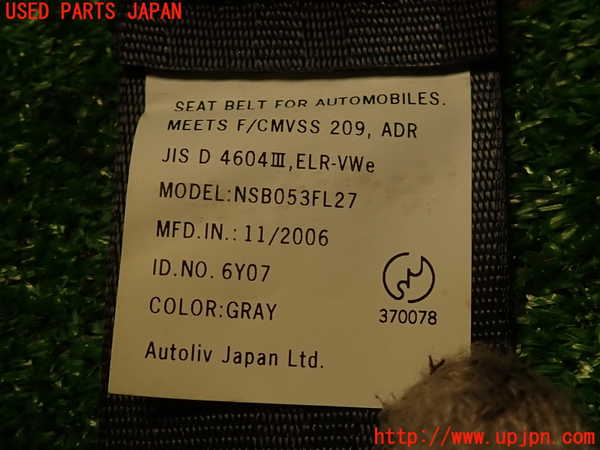 USED PARTS JAPAN
SEAT BELT FOR AUTOMOBILES.
MEETS F/CMVSS 209, ADR
JIS D 4604Ⅲ,ELR-VWe
MODEL:NSB053FL27
MFD.IN.: 11/2006
ID.NO. 6Y07
COLOR:GRAY
370078
Autoliv Japan Ltd.
http://www.upjpn.com/